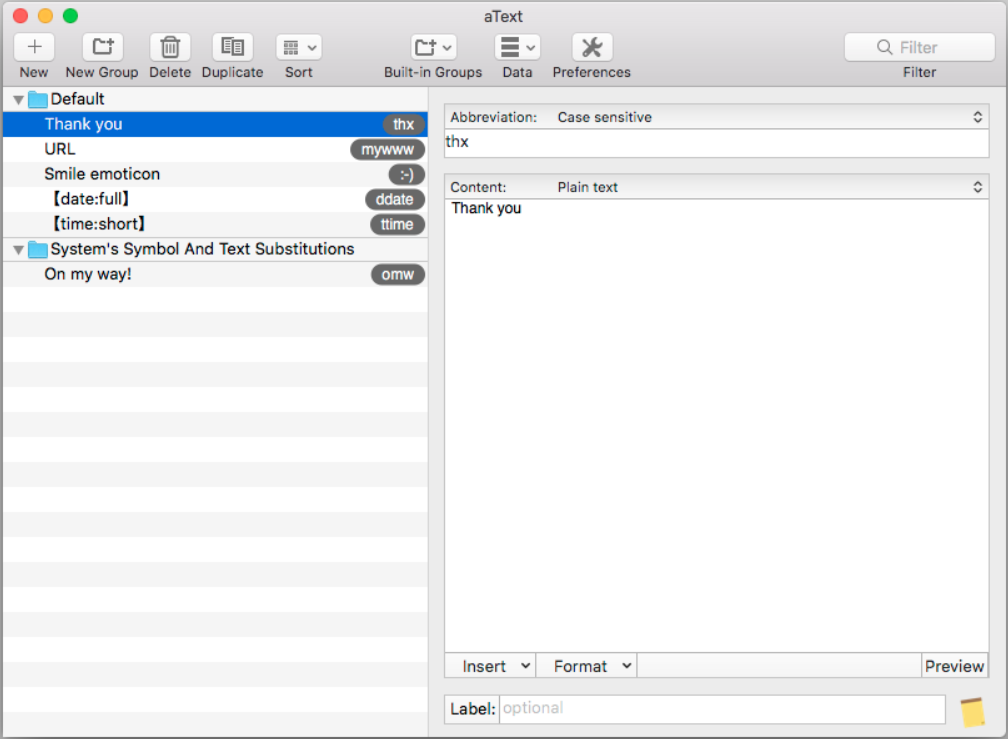 aText
New
New Group
Delete
Duplicate
Sort
Built-in Groups
Data
Preferences
Filter
Filter
Default
Thank you thx
URL mywww
Smile emoticon :-)
【date:full】 ddate
【time:short】 ttime
System's Symbol And Text Substitutions
On my way! omw
Abbreviation: Case sensitive
thx
Content: Plain text
Thank you
Insert Format Preview
Label: optional